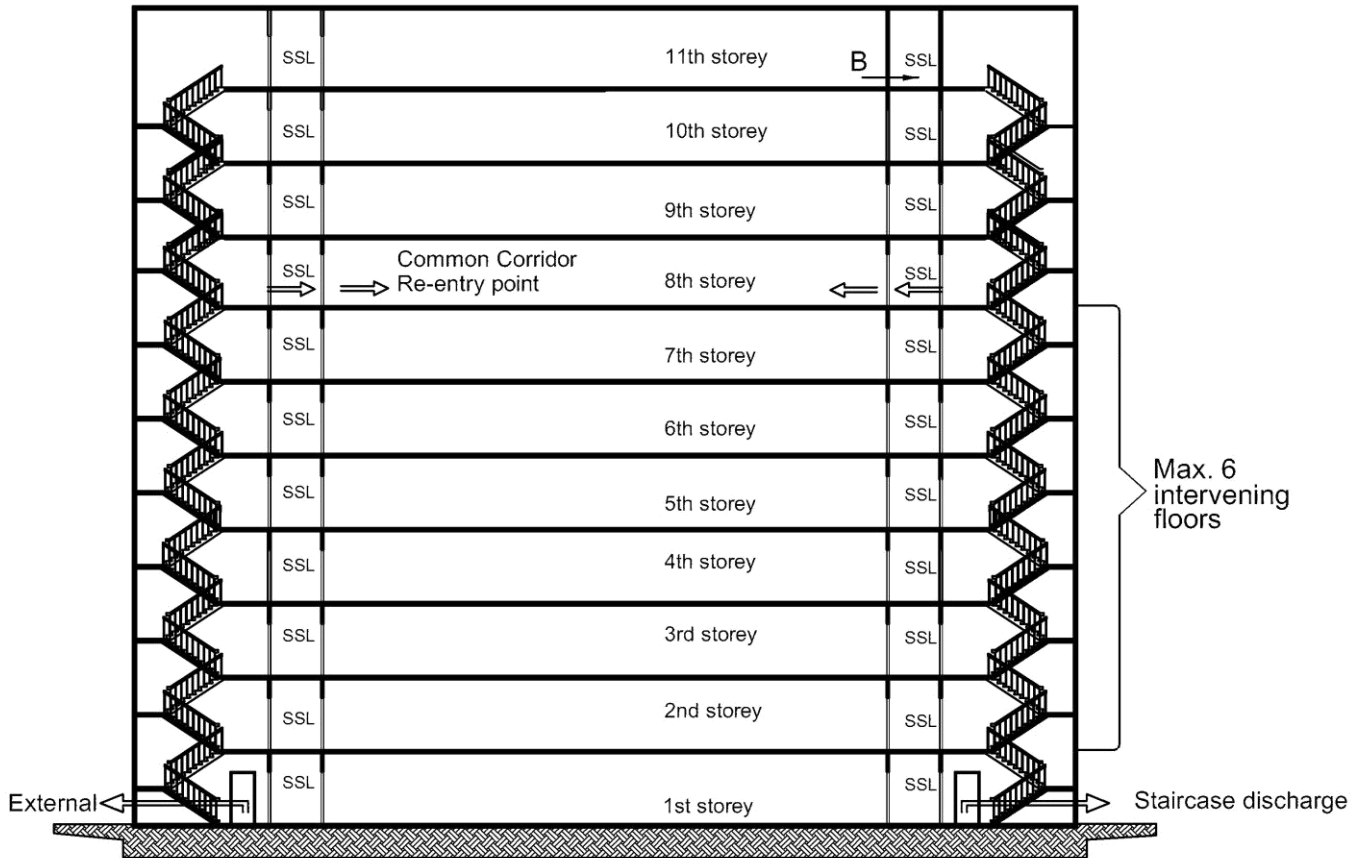 SSL 11th storey B SSL
SSL 10th storey SSL
SSL 9th storey SSL
SSL Common Corridor SSL
Re-entry point 8th storey
SSL 7th storey SSL
SSL 6th storey SSL
Max. 6
intervening
floors
SSL 5th storey SSL
SSL 4th storey SSL
SSL 3rd storey SSL
SSL 2nd storey SSL
SSL SSL
External 1st storey Staircase discharge